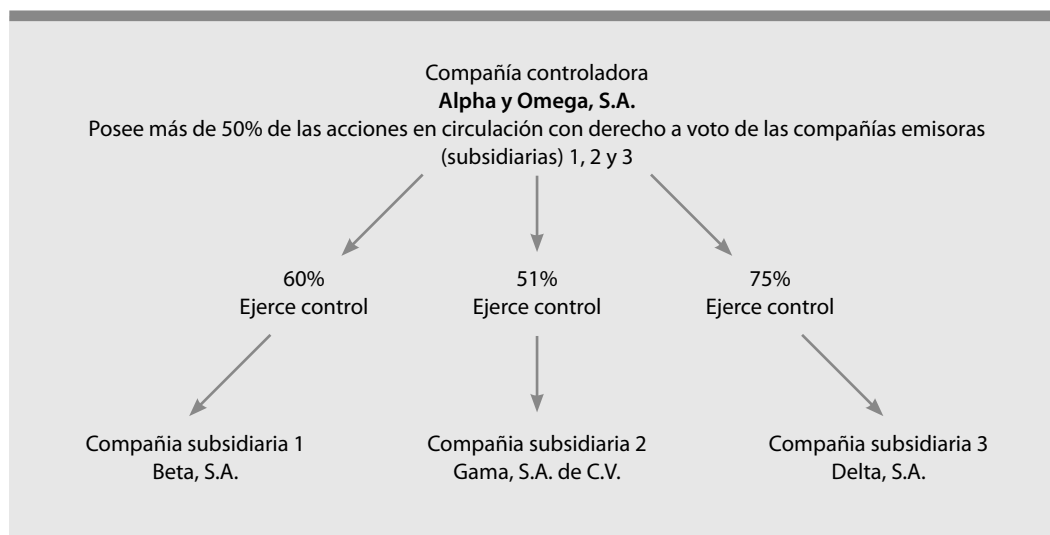 Compañía controladora
Alpha y Omega, S.A.
Posee más de 50% de las acciones en circulación con derecho a voto de las compañías emisoras
(subsidiarias) 1, 2 y 3
60%
Ejerce control
51%
Ejerce control
75%
Ejerce control
Compañia subsidiaria 1
Beta, S.A.
Compañia subsidiaria 2
Gama, S.A. de C.V.
Compañia subsidiaria 3
Delta, S.A.